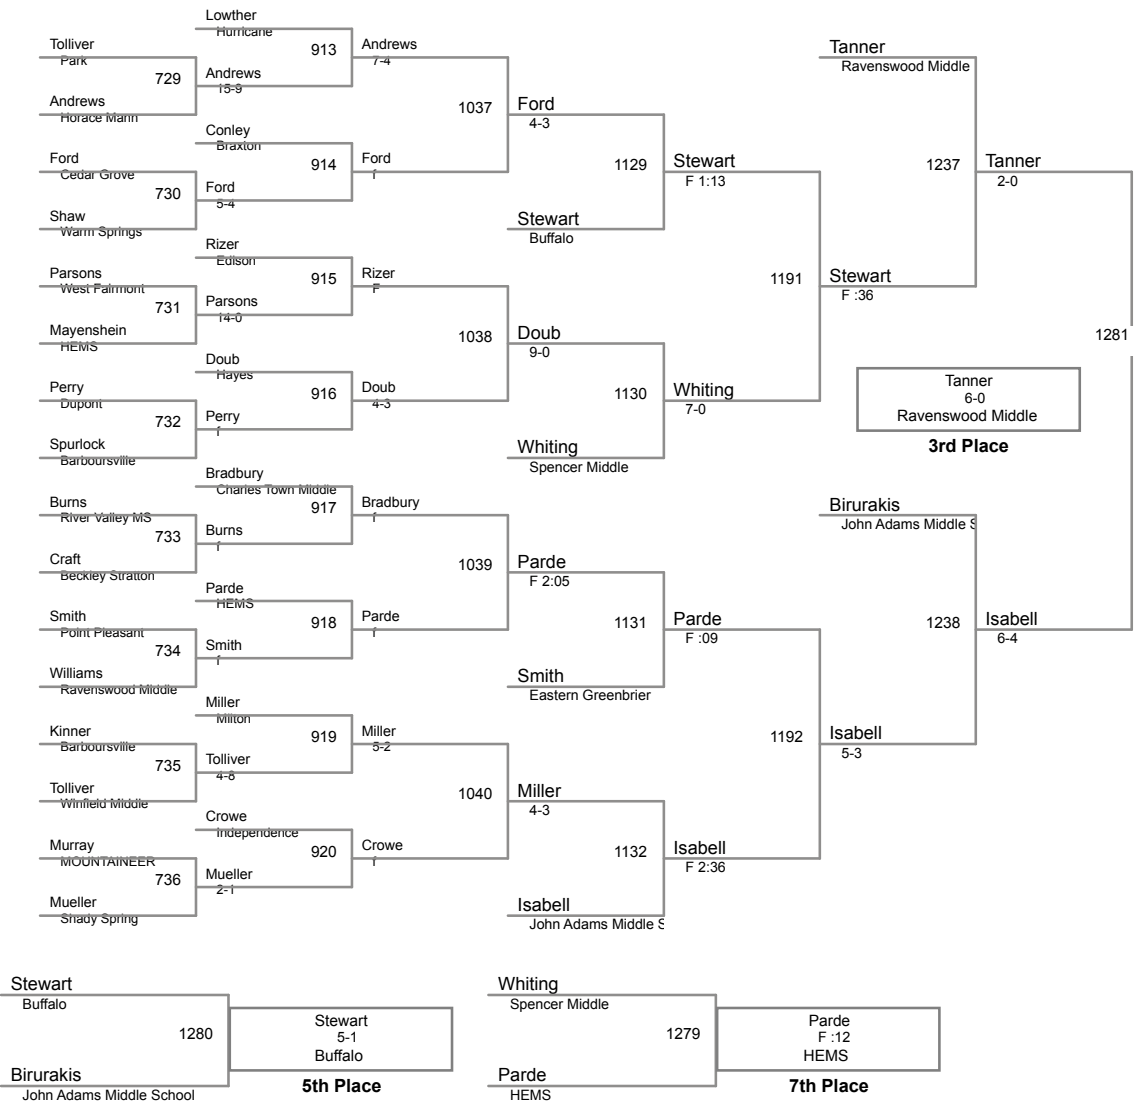 Lowther
Hurricane
Tolliver
Park
913
Andrews
7-4
Tanner
Ravenswood Middle
729
Andrews
15-9
Andrews
Horace Mann
1037
Ford
4-3
Conley
Braxton
Ford
Cedar Grove
914
Ford
f
1129
Stewart
F 1:13
1237
Tanner
2-0
730
Ford
5-4
Shaw
Warm Springs
Stewart
Buffalo
Rizer
Edison
Parsons
West Fairmont
915
Rizer
F
1191
Stewart
F :36
731
Parsons
14-0
Mayenshein
HEMS
1038
Doub
9-0
1281
Doub
Hayes
Perry
Dupont
916
Doub
4-3
1130
Whiting
7-0
Tanner
6-0
Ravenswood Middle
3rd Place
732
Perry
f
Spurlock
Barboursville
Whiting
Spencer Middle
Bradbury
Charles Town Middle
Burns
River Valley MS
917
Bradbury
f
Birurakis
John Adams Middle S
733
Burns
f
Craft
Beckley Stratton
1039
Parde
F 2:05
Parde
HEMS
Smith
Point Pleasant
918
Parde
f
1131
Parde
F :09
1238
Isabell
6-4
734
Smith
f
Williams
Ravenswood Middle
Smith
Eastern Greenbrier
Miller
Milton
Kinner
Barboursville
919
Miller
5-2
1192
Isabell
5-3
735
Tolliver
4-8
Tolliver
Winfield Middle
1040
Miller
4-3
Crowe
Independence
Murray
MOUNTAINEER
920
Crowe
f
1132
Isabell
F 2:36
736
Mueller
2-1
Mueller
Shady Spring
Isabell
John Adams Middle S
Stewart
Buffalo
1280
Stewart
5-1
Buffalo
5th Place
Birurakis
John Adams Middle School
Whiting
Spencer Middle
1279
Parde
F :12
HEMS
7th Place
Parde
HEMS